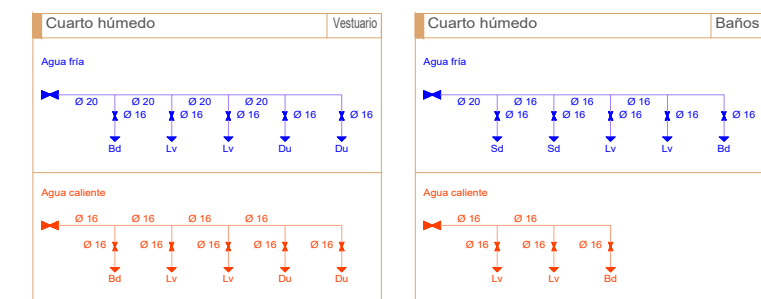 Cuarto húmedo Vestuario
Agua fría
Ø 20 Ø 20 Ø 20 Ø 20
Ø 16 Ø 16 Ø 16 Ø 16 Ø 16
Bd Lv Lv Du Du
Agua caliente
Ø 16 Ø 16 Ø 16 Ø 16
Ø 16 Ø 16 Ø 16 Ø 16 Ø 16
Bd Lv Lv Du Du
Cuarto húmedo Baños
Agua fría
Ø 20 Ø 16 Ø 16 Ø 16
Ø 16 Ø 16 Ø 16 Ø 16 Ø 16
Sd Sd Lv Lv Bd
Agua caliente
Ø 16 Ø 16
Ø 16 Ø 16 Ø 16
Lv Lv Bd